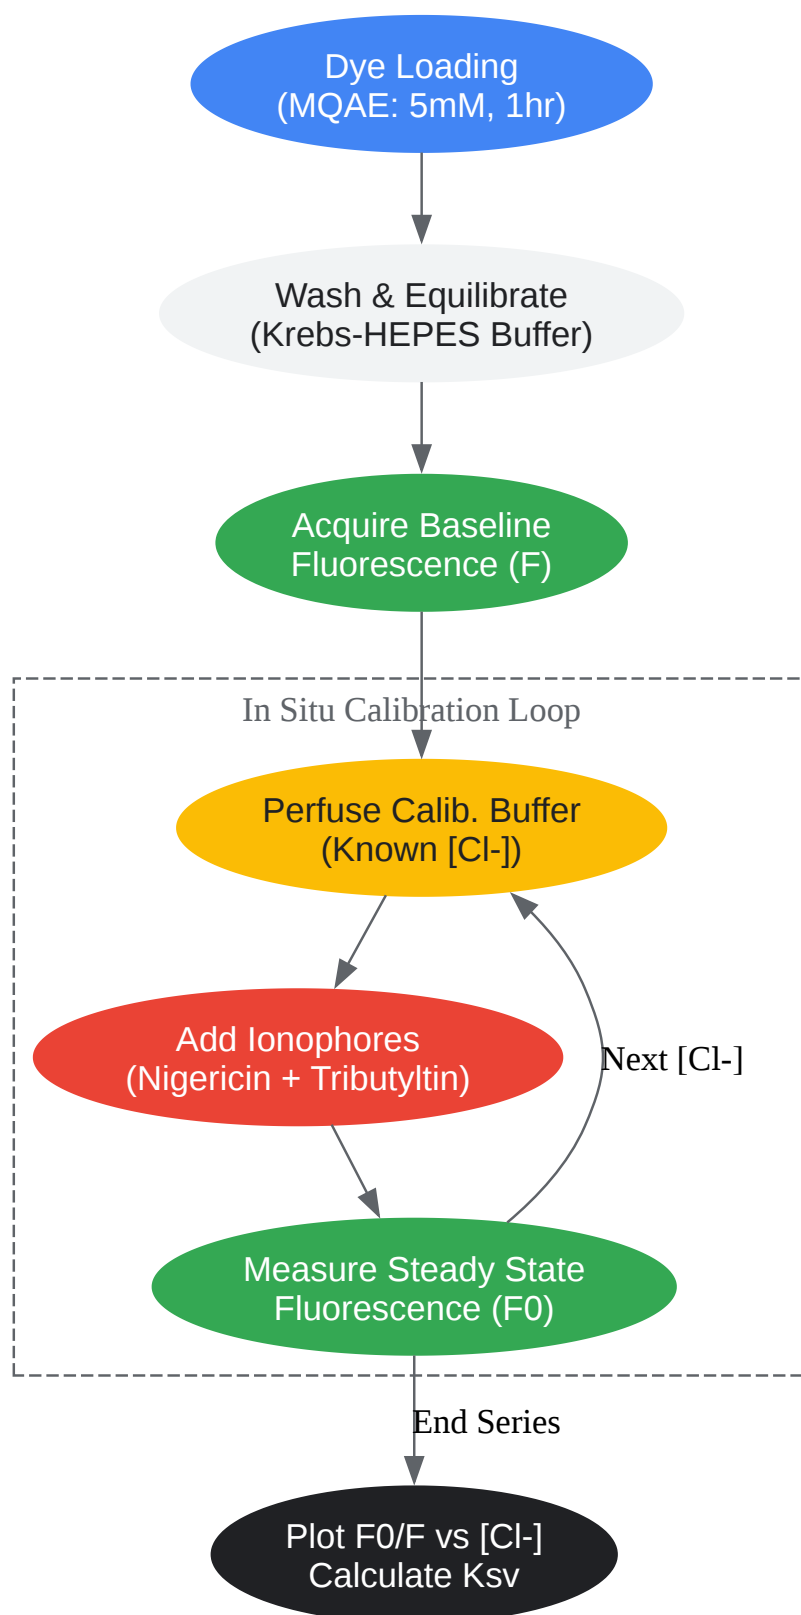 Dye Loading
(MQAE: 5mM, 1hr)
Wash & Equilibrate
(Krebs-HEPES Buffer)
Acquire Baseline
Fluorescence (F)
In Situ Calibration Loop
Perfuse Calib. Buffer
(Known [Cl-])
Add Ionophores
(Nigericin + Tributyltin)
Next [Cl-]
Measure Steady State
Fluorescence (F0)
End Series
Plot F0/F vs [Cl-]
Calculate Ksv